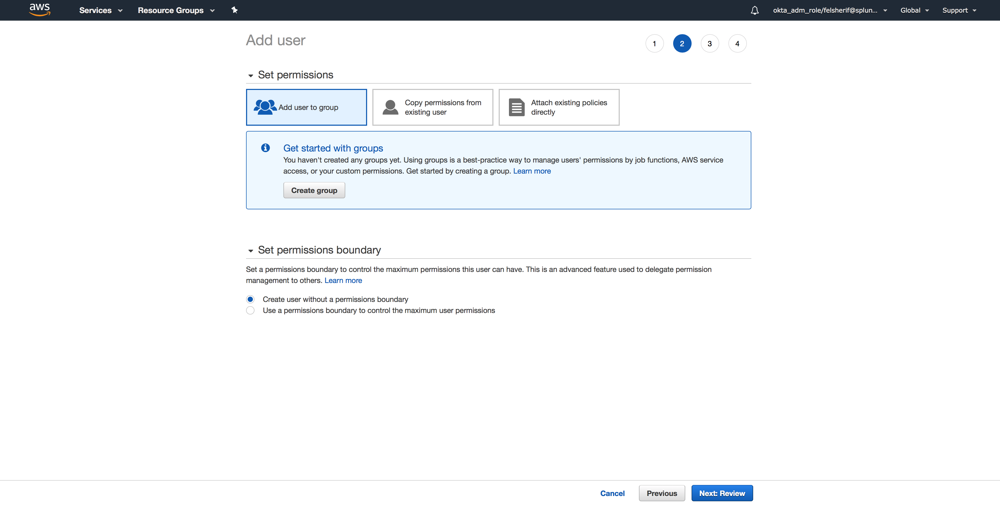 aws Services Resource Groups okta_adm_role/felsherif@splun... Global Support
Add user 1 2 3 4
Set permissions
Add user to group
Copy permissions from
existing user
Attach existing policies
directly
Get started with groups
You haven't created any groups yet. Using groups is a best-practice way to manage users' permissions by job functions, AWS service
access, or your custom permissions. Get started by creating a group. Learn more
Create group
Set permissions boundary
Set a permissions boundary to control the maximum permissions this user can have. This is an advanced feature used to delegate permission
management to others. Learn more
Create user without a permissions boundary
Use a permissions boundary to control the maximum user permissions
Cancel Previous Next: Review